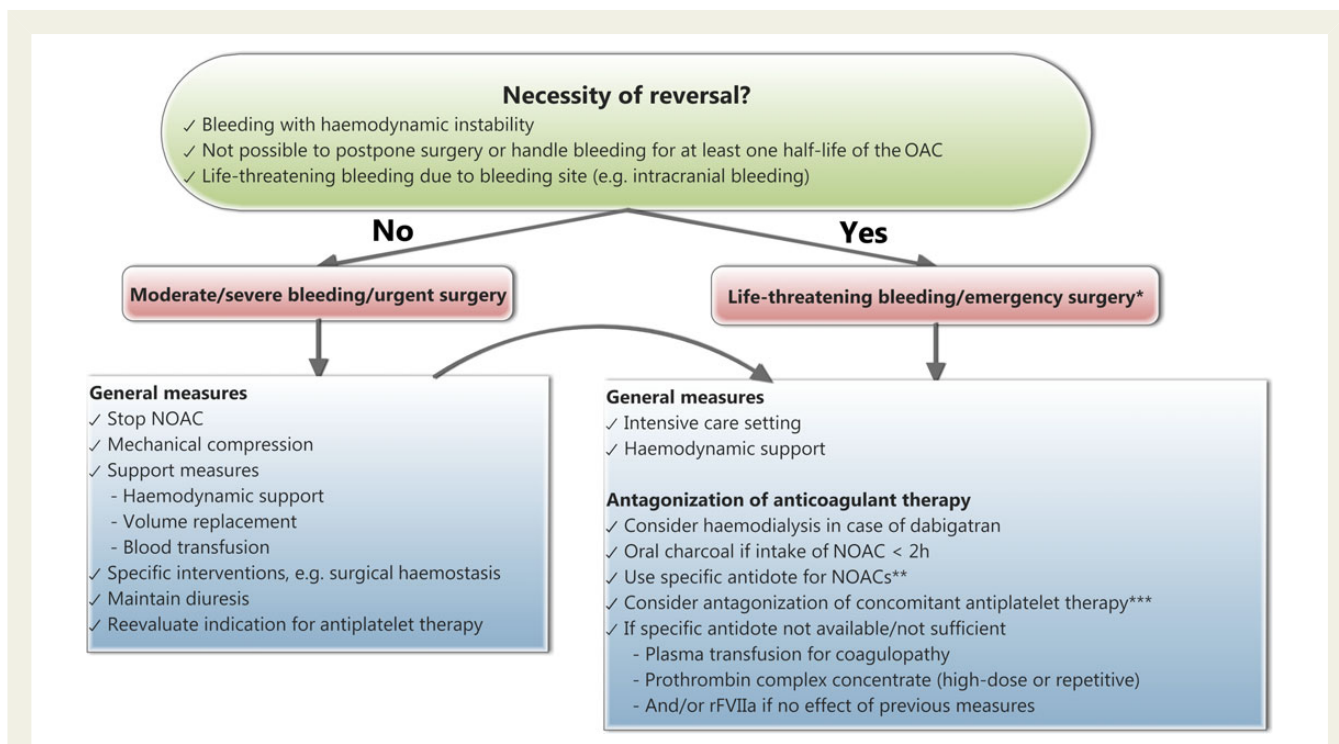 Necessity of reversal?
✓ Bleeding with haemodynamic instability
✓ Not possible to postpone surgery or handle bleeding for at least one half-life of the OAC
✓ Life-threatening bleeding due to bleeding site (e.g. intracranial bleeding)
No
Yes
Moderate/severe bleeding/urgent surgery
Life-threatening bleeding/emergency surgery*
General measures
✓ Stop NOAC
✓ Mechanical compression
✓ Support measures
- Haemodynamic support
- Volume replacement
- Blood transfusion
✓ Specific interventions, e.g. surgical haemostasis
✓ Maintain diuresis
✓ Reevaluate indication for antiplatelet therapy
General measures
✓ Intensive care setting
✓ Haemodynamic support
Antagonization of anticoagulant therapy
✓ Consider haemodialysis in case of dabigatran
✓ Oral charcoal if intake of NOAC < 2h
✓ Use specific antidote for NOACs**
✓ Consider antagonization of concomitant antiplatelet therapy***
✓ If specific antidote not available/not sufficient
- Plasma transfusion for coagulopathy
- Prothrombin complex concentrate (high-dose or repetitive)
- And/or rFVIIa if no effect of previous measures